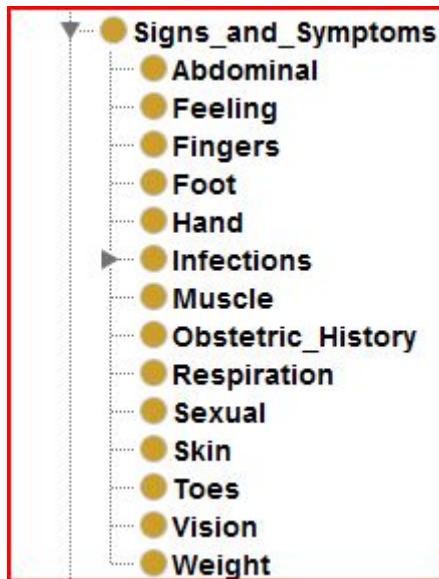 Signs_and_Symptoms
Abdominal
Feeling
Fingers
Foot
Hand
Infections
Muscle
Obstetric_History
Respiration
Sexual
Skin
Toes
Vision
Weight